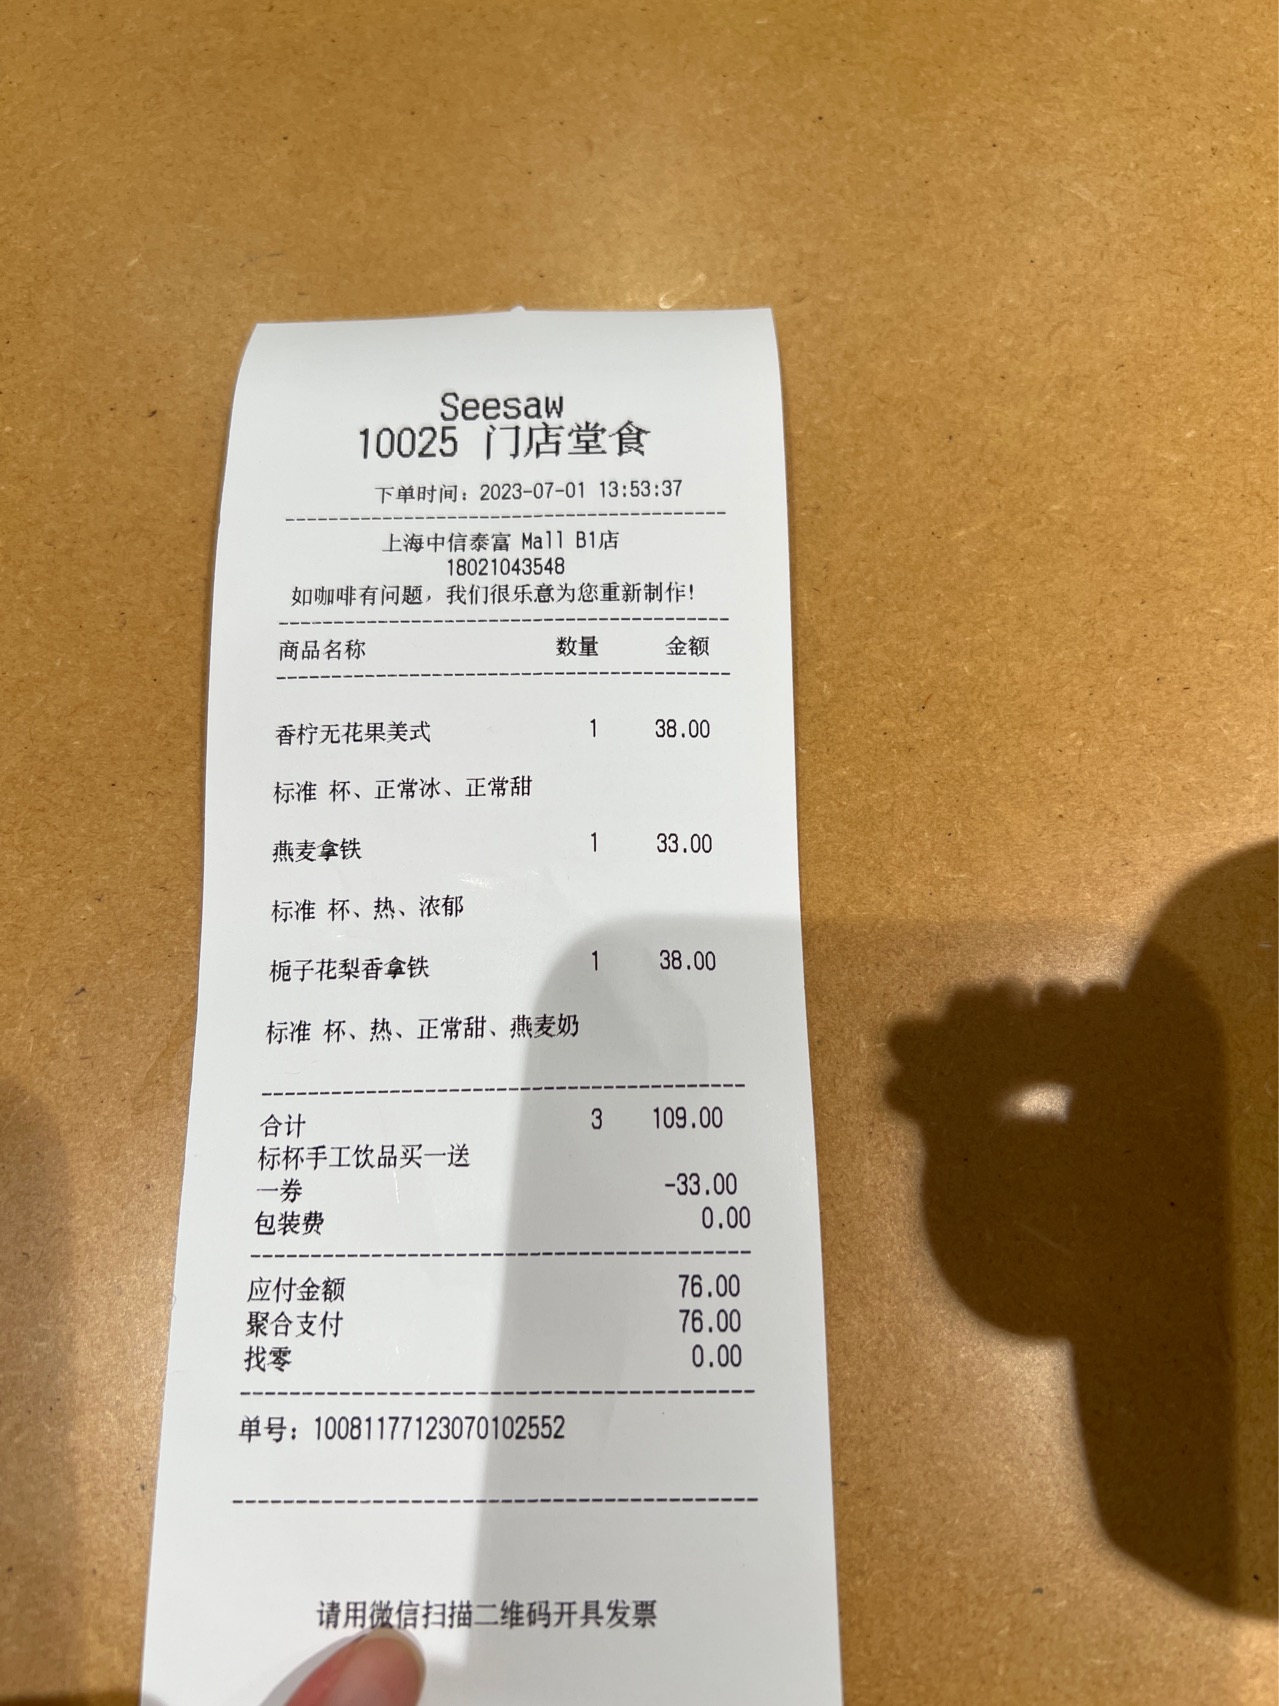 Seesaw
10025 门店堂食
下单时间：2023-07-01 13:53:37
上海中信泰富 Mall B1店
18021043548
如咖啡有问题，我们很乐意为您重新制作！
商品名称 数量 金额
香柠无花果美式 1 38.00
标准 杯、正常冰、正常甜
燕麦拿铁 1 33.00
标准 杯、热、浓郁
栀子花梨香拿铁 1 38.00
标准 杯、热、正常甜、燕麦奶
合计 3 109.00
标杯手工饮品买一送
一券 -33.00
包装费 0.00
应付金额 76.00
聚合支付 76.00
找零 0.00
单号：10081177123070102552
请用微信扫描二维码开具发票